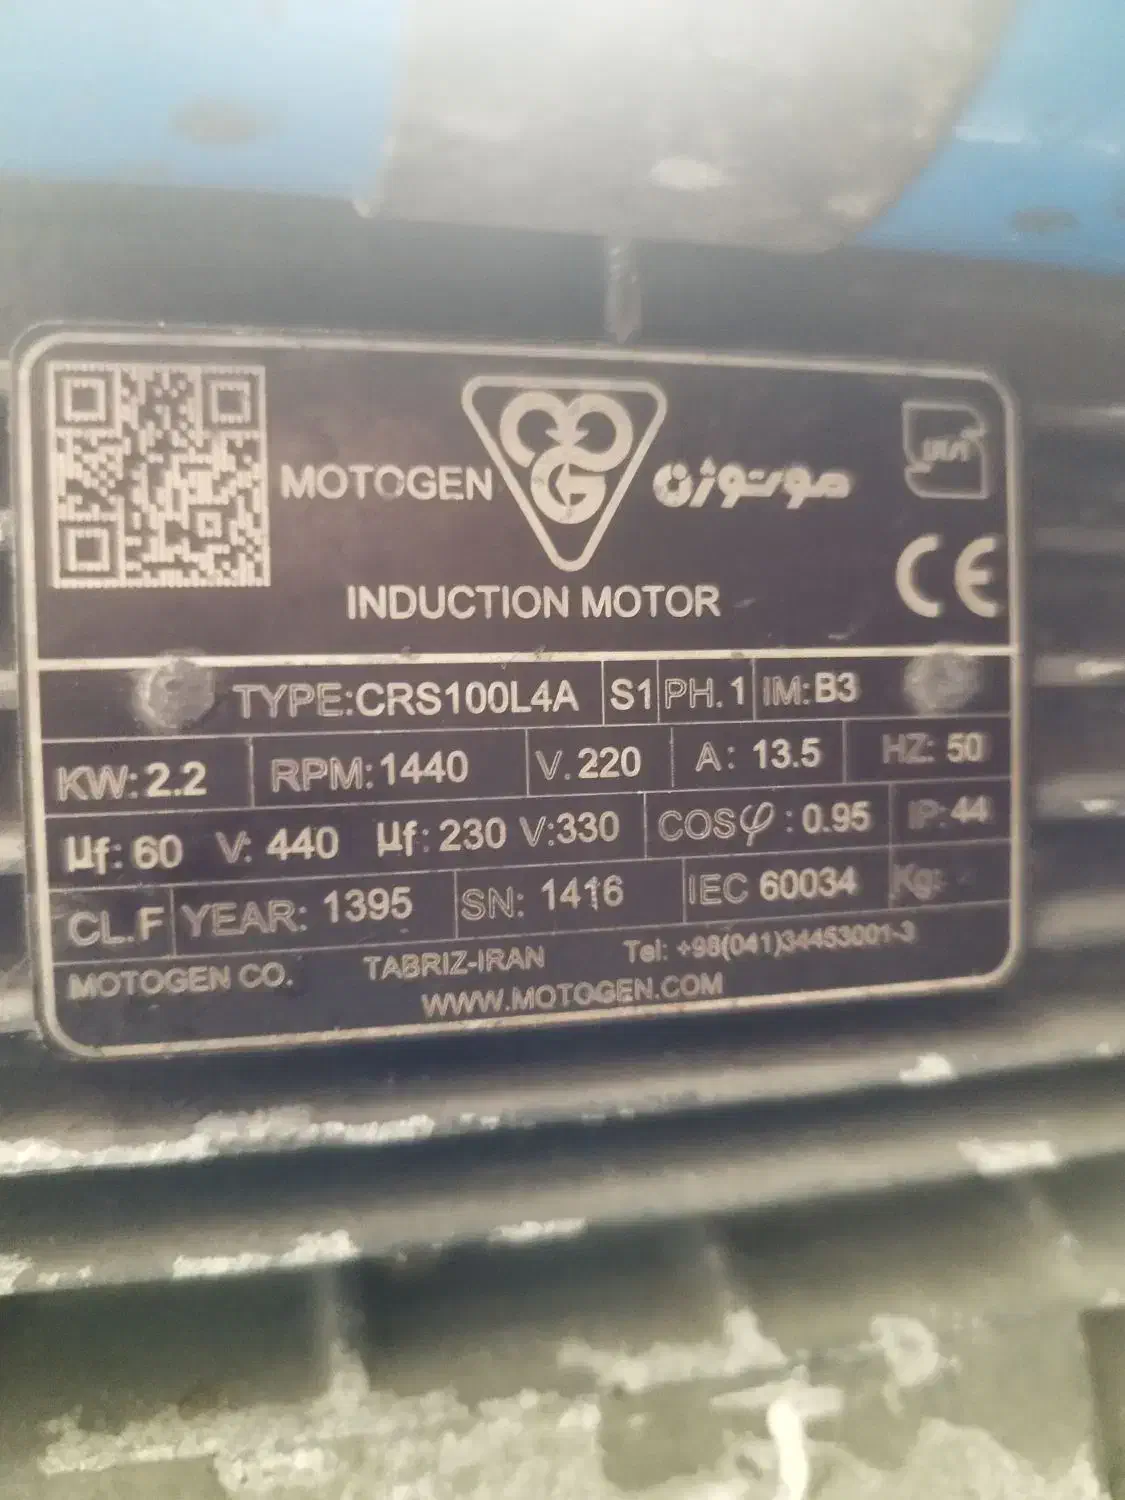 MOTOGEN موتوژن
CE
INDUCTION MOTOR
TYPE:CRS100L4A S1 PH. 1 IM: B3
KW: 2.2 RPM: 1440 V. 220 A: 13.5 HZ: 50
µf: 60 V: 440 µf: 230 V:330 COSφ : 0.95 IP: 44
CL.F YEAR: 1395 SN: 1416 IEC 60034 Kg:
MOTOGEN CO. TABRIZ-IRAN Tel: +98(041)34453001-3
WWW.MOTOGEN.COM